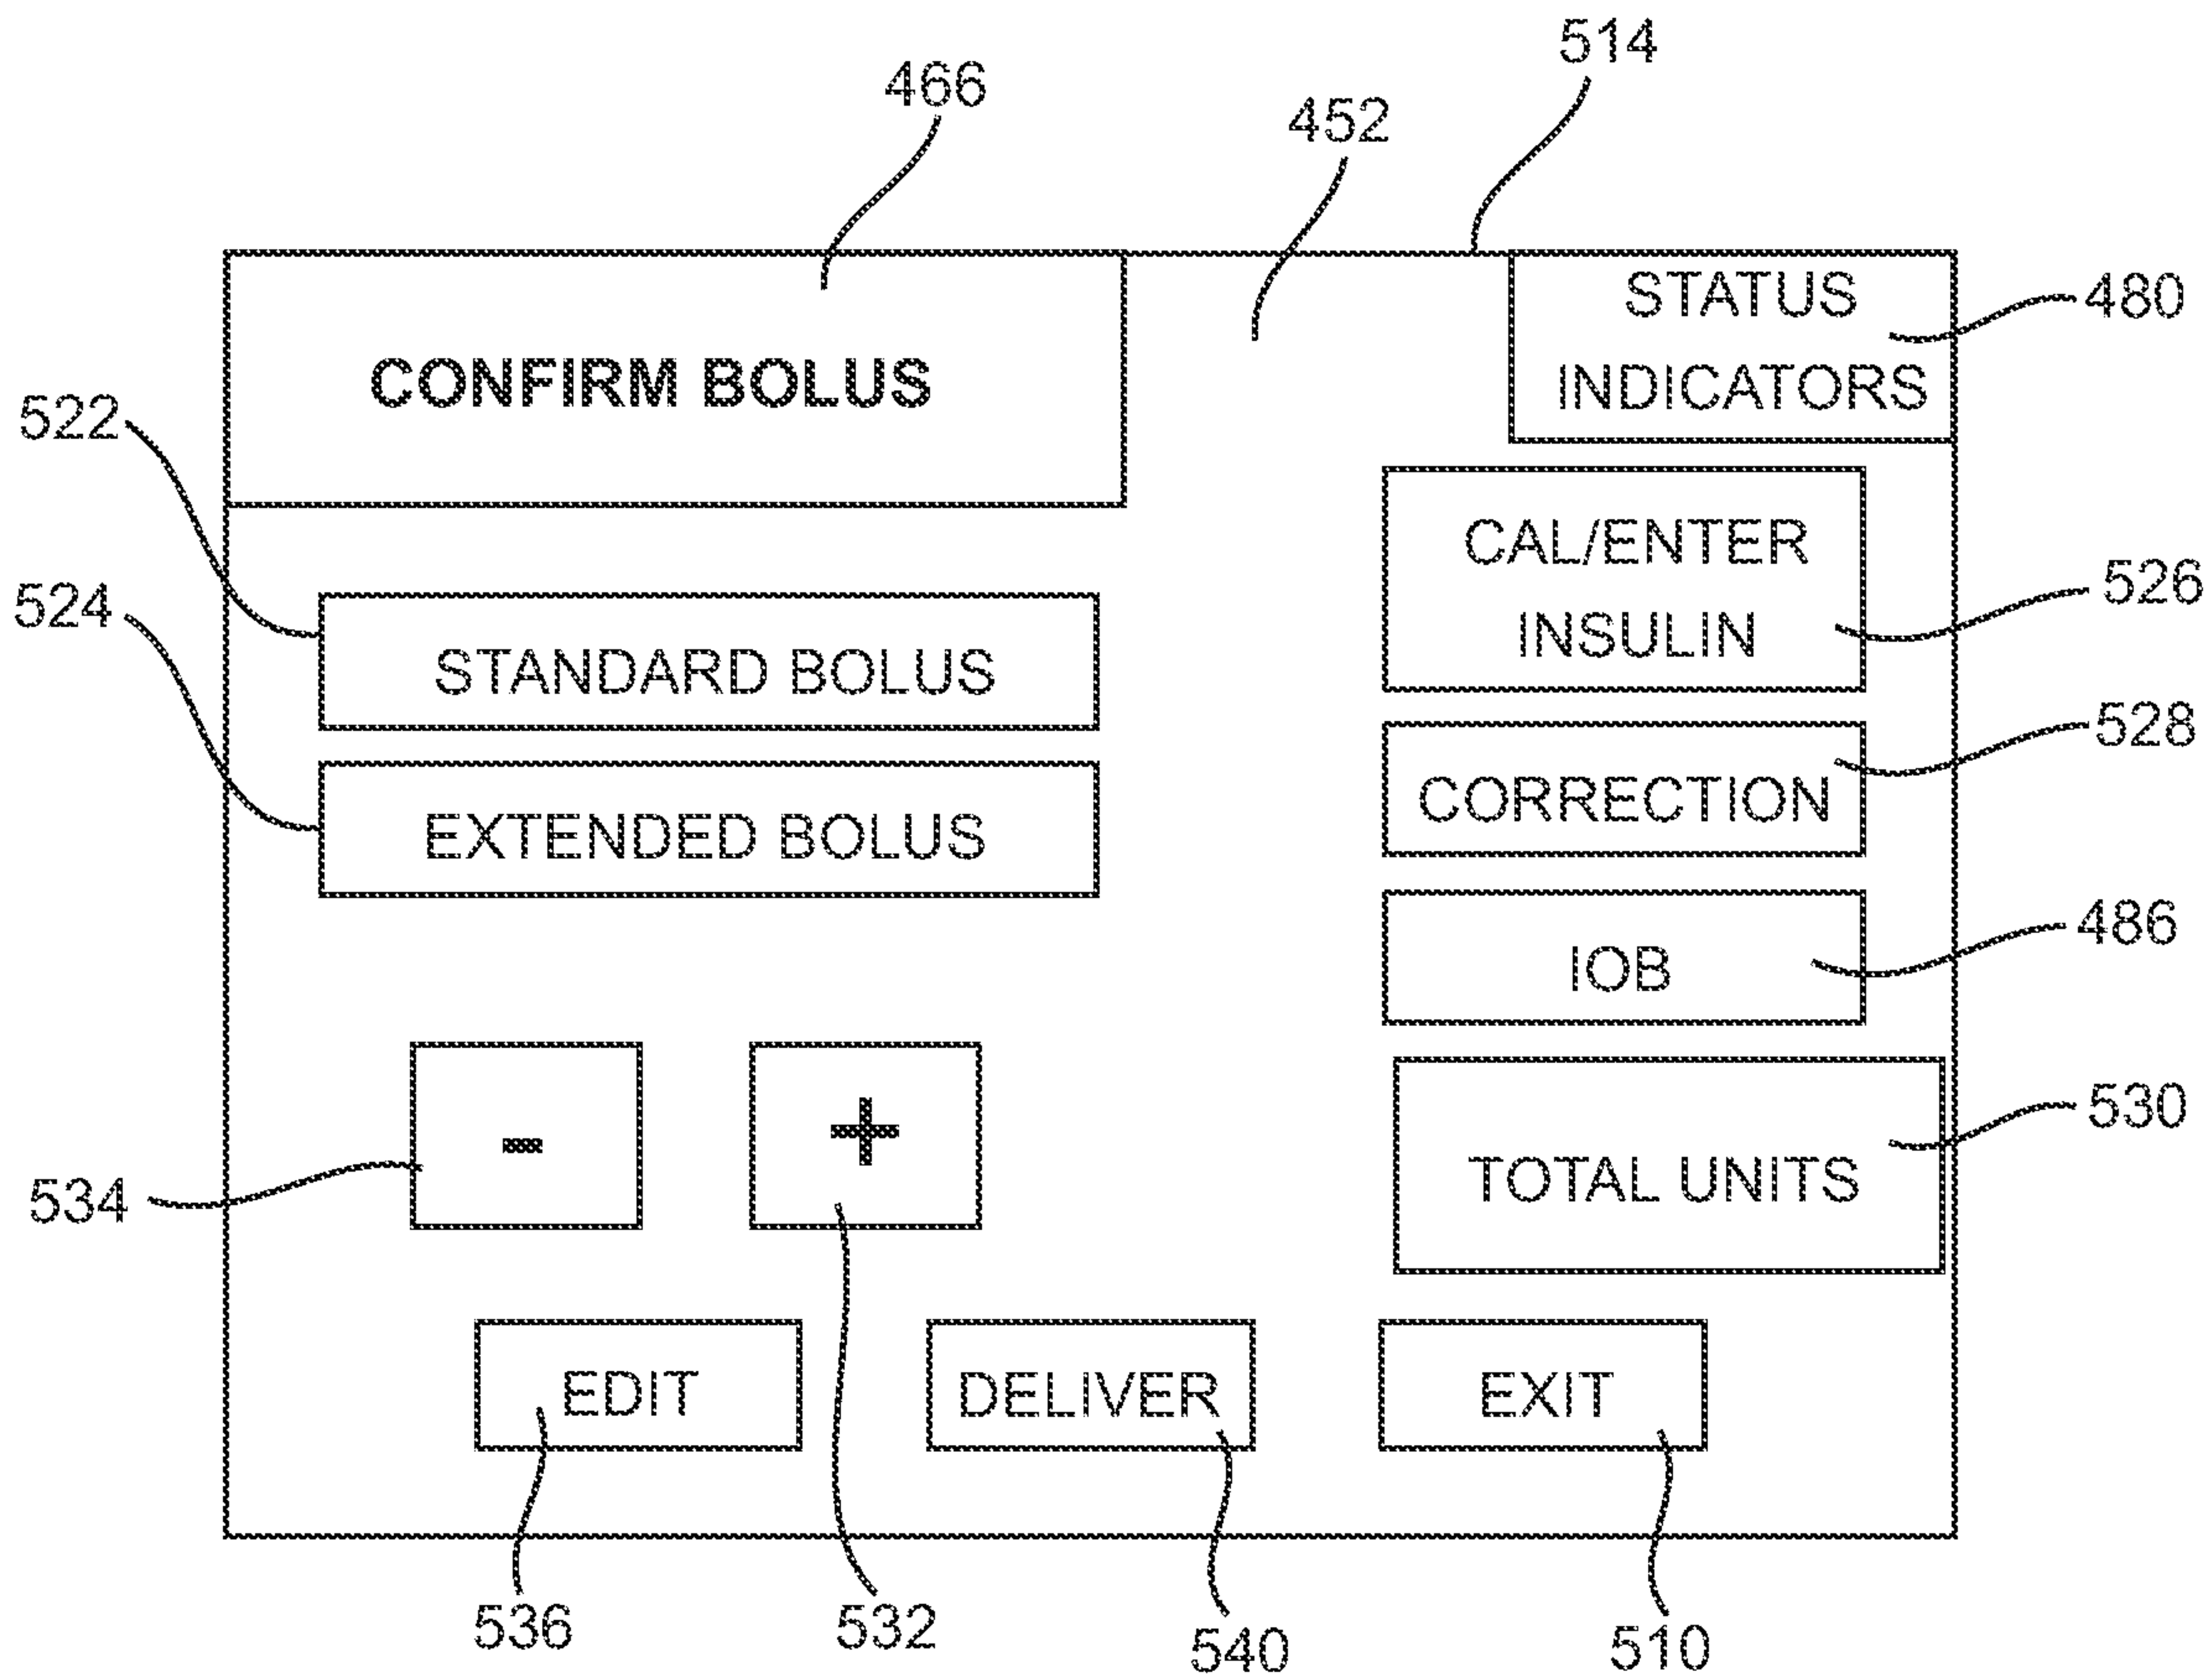 514
466
452
STATUS
INDICATORS
480
CONFIRM BOLUS
522
CAL/ENTER
INSULIN
526
524
STANDARD BOLUS
528
CORRECTION
EXTENDED BOLUS
486
IOB
-
+
530
TOTAL UNITS
534
EDIT
DELIVER
EXIT
536
532
540
510